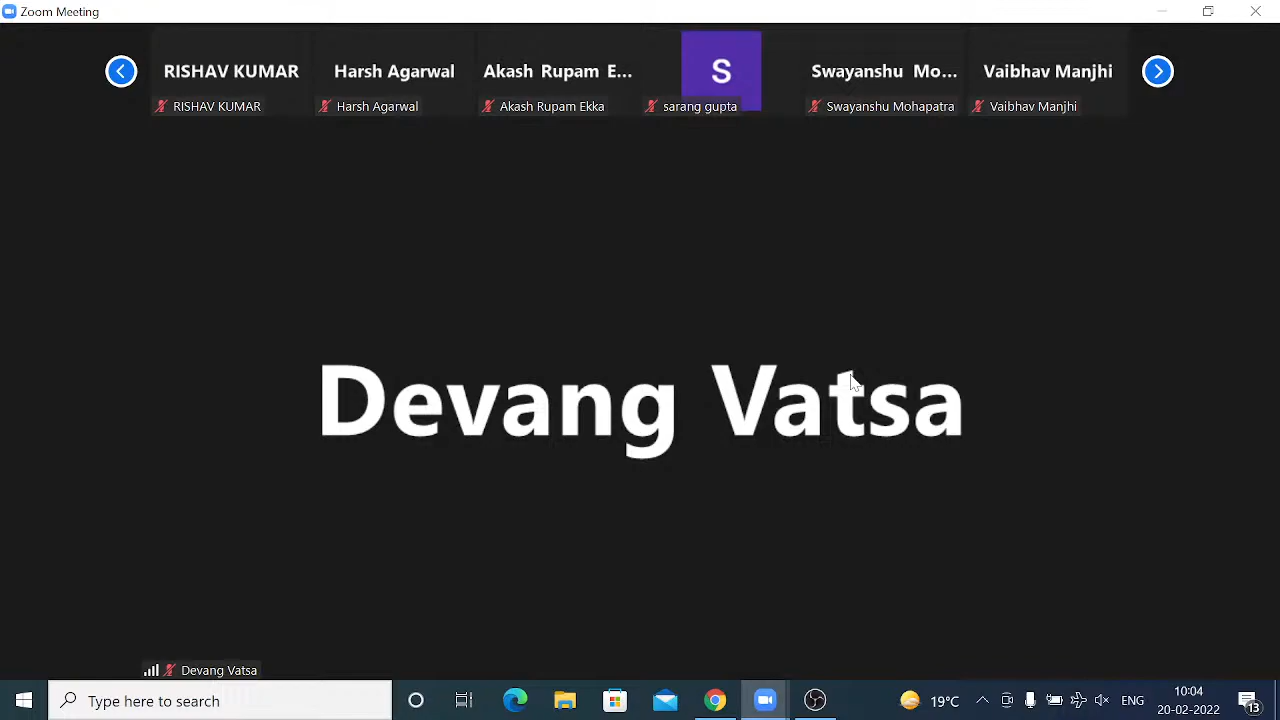 Zoom Meeting
RISHAV KUMAR
Harsh Agarwal
Akash Rupam E...
S
Swayanshu Mo...
Vaibhav Manjhi
RISHAV KUMAR
Harsh Agarwal
Akash Rupam Ekka
sarang gupta
Swayanshu Mohapatra
Vaibhav Manjhi
Devang Vatsa
Devang Vatsa
Type here to search
19°C
ENG
10:04
20-02-2022
13